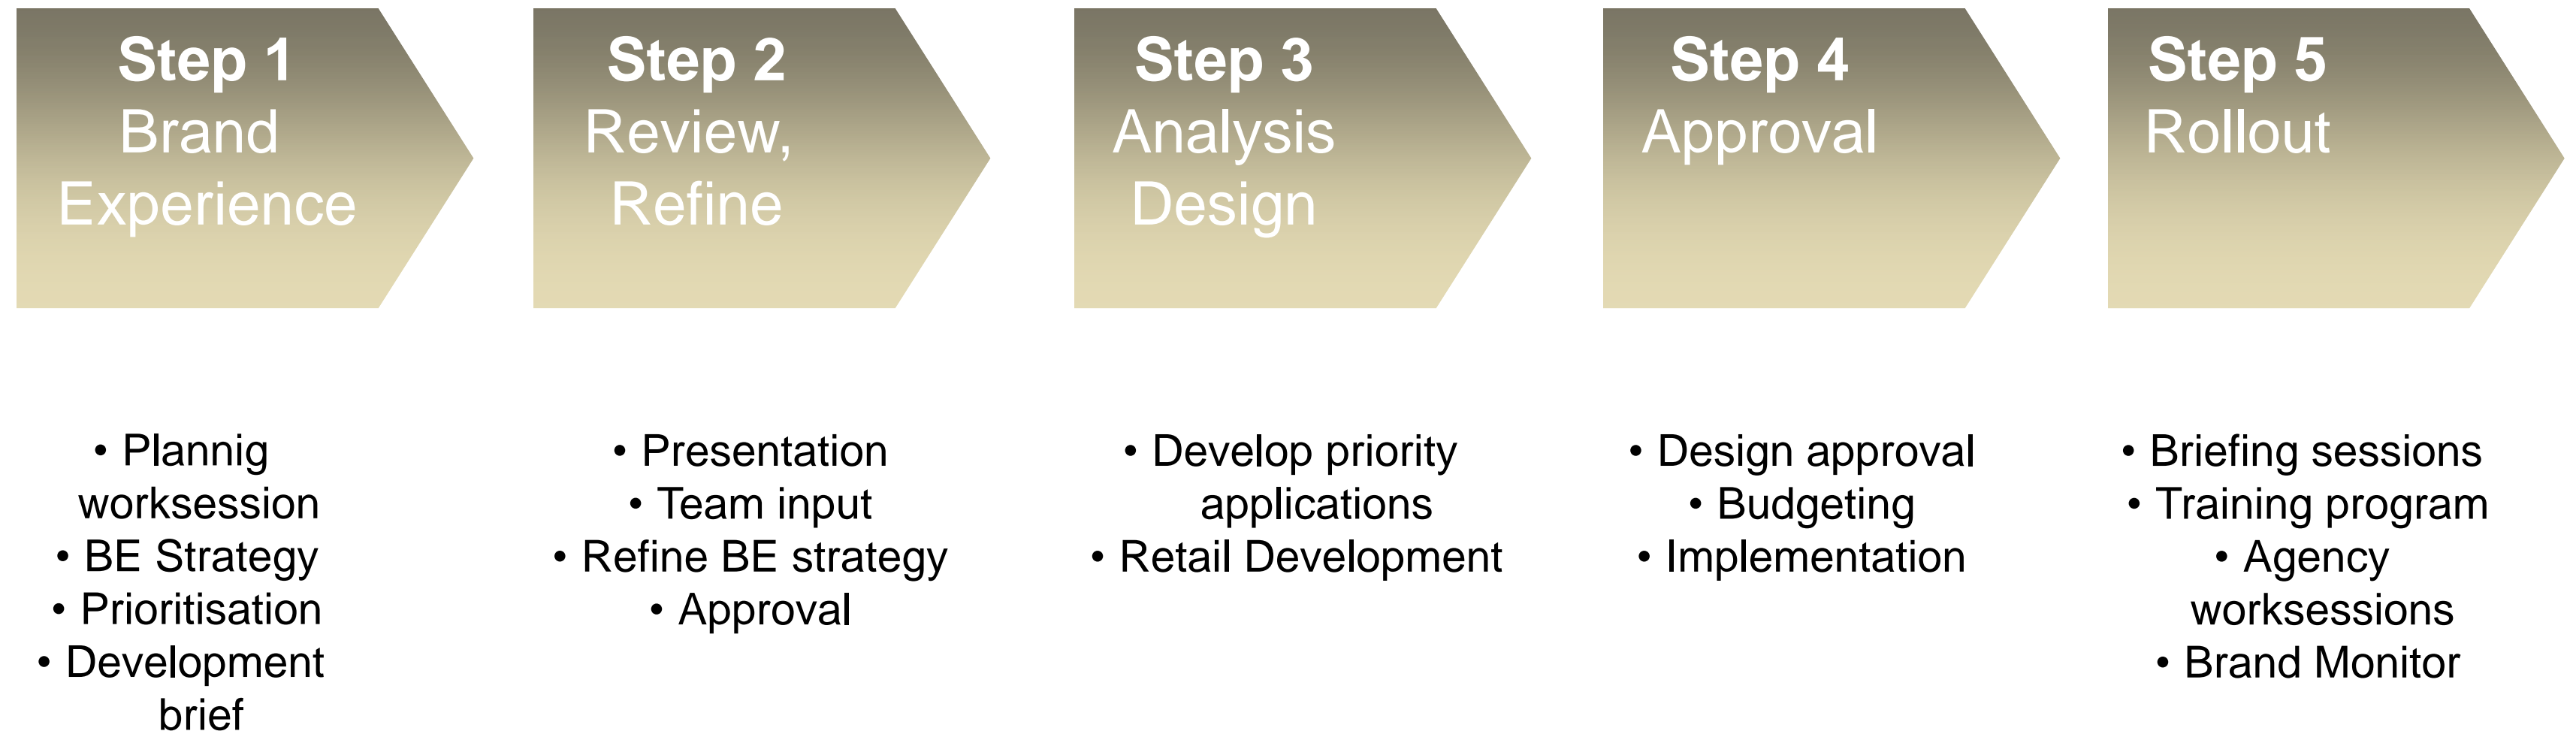 Step 1
Brand
Experience
Step 2
Review,
Refine
Step 3
Analysis
Design
Step 4
Approval
Step 5
Rollout
• Plannig
worksession
• BE Strategy
• Prioritisation
• Development
brief
• Presentation
• Team input
• Refine BE strategy
• Approval
• Develop priority
applications
• Retail Development
• Design approval
• Budgeting
• Implementation
• Briefing sessions
• Training program
• Agency
worksessions
• Brand Monitor